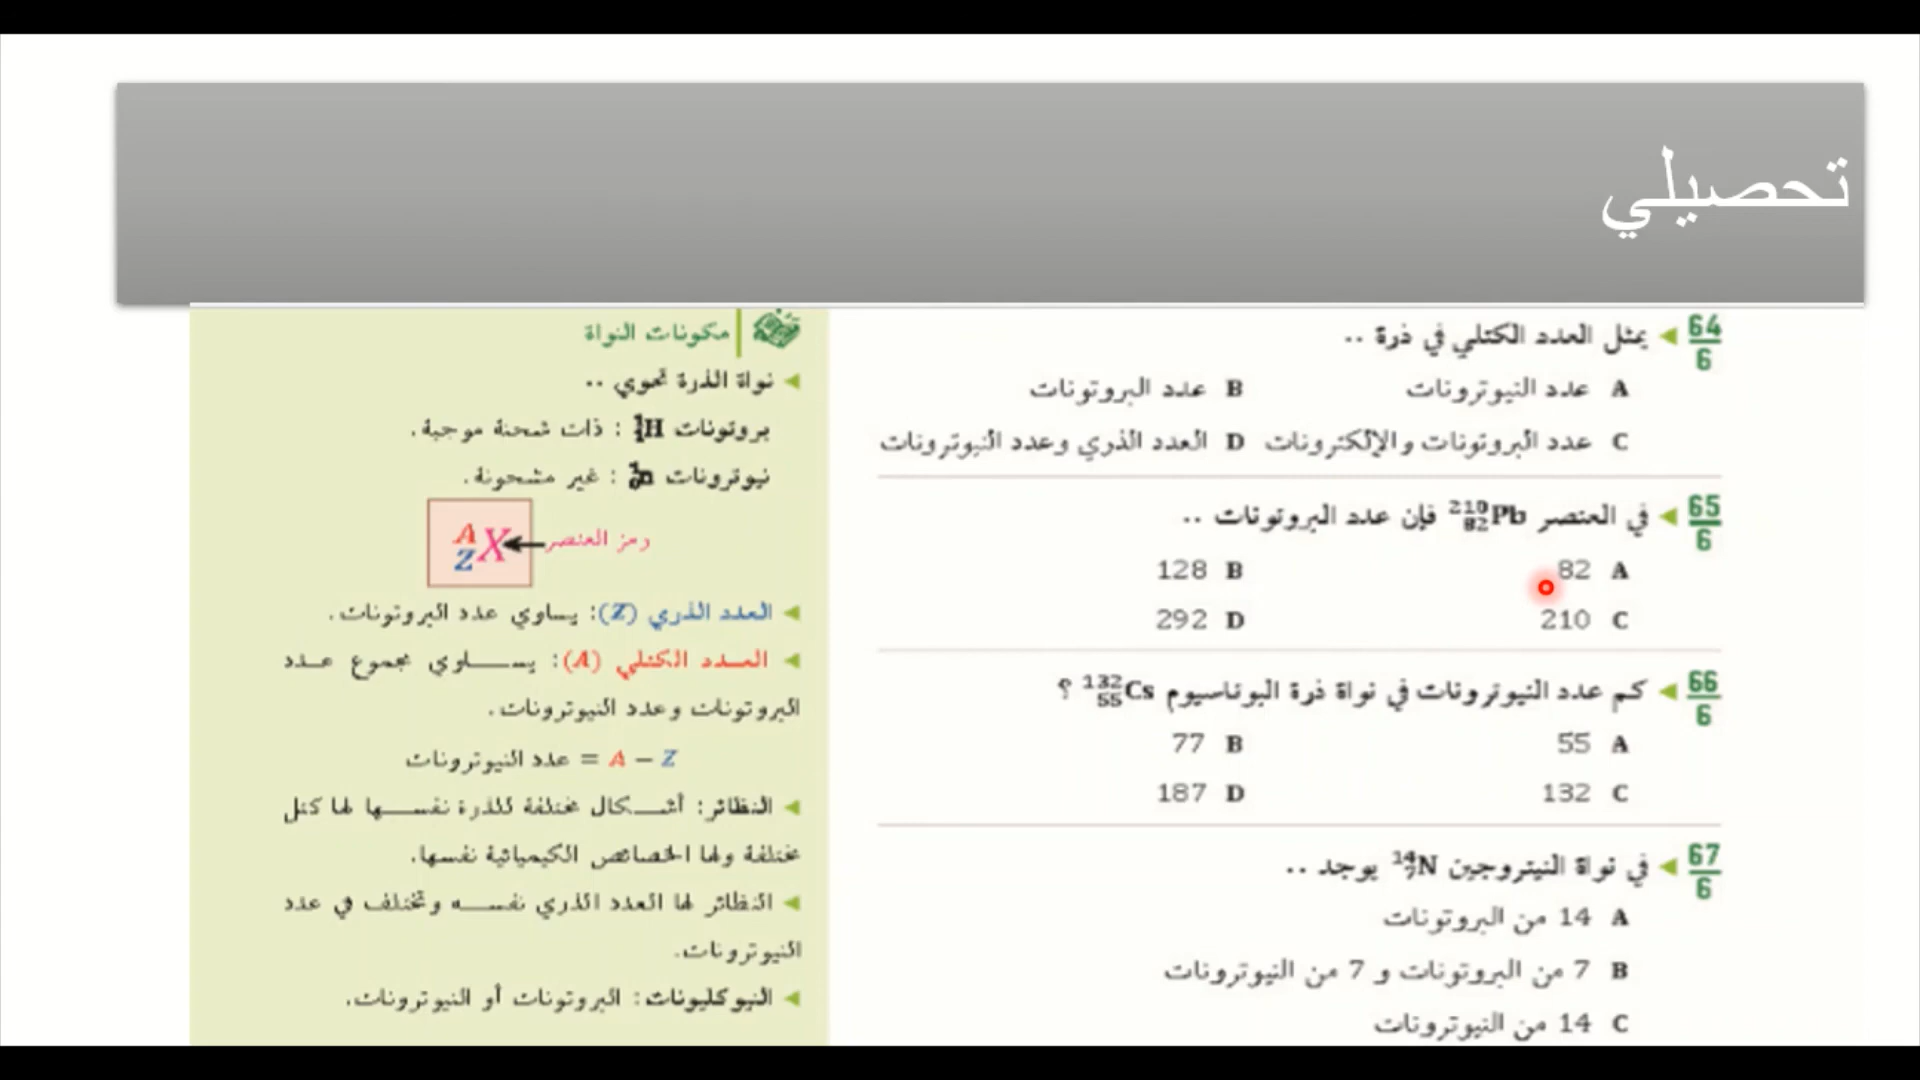 تحصيلي
64/6 يمثل العدد الكتلي في ذرة ..
A عدد النيوترونات B عدد البروتونات
C عدد البروتونات والإلكترونات D العدد الذري وعدد النيوترونات
65/6 في العنصر ²¹⁰₈₂Pb فإن عدد البروتونات ..
A 82 B 128
C 210 D 292
66/6 كم عدد النيوترونات في نواة ذرة البوتاسيوم ¹³²₅₅Cs ؟
A 55 B 77
C 132 D 187
67/6 في نواة النيتروجين ¹⁴₇N يوجد ..
A 14 من البروتونات
B 7 من البروتونات و 7 من النيوترونات
C 14 من النيوترونات
مكونات النواة
نواة الذرة تحوي ..
بروتونات ¹₁H : ذات شحنة موجبة.
نيوترونات ¹₀n : غير مشحونة.
رمز العنصر
A Z X
العدد الذري (Z): يساوي عدد البروتونات.
العدد الكتلي (A): يساوي مجموع عدد
البروتونات وعدد النيوترونات.
عدد النيوترونات = A − Z
النظائر: أشكال مختلفة للذرة نفسها لها كتل
مختلفة ولها الخصائص الكيميائية نفسها.
النظائر لها العدد الذري نفسه وتختلف في عدد
النيوترونات.
النيوكليونات: البروتونات أو النيوترونات.